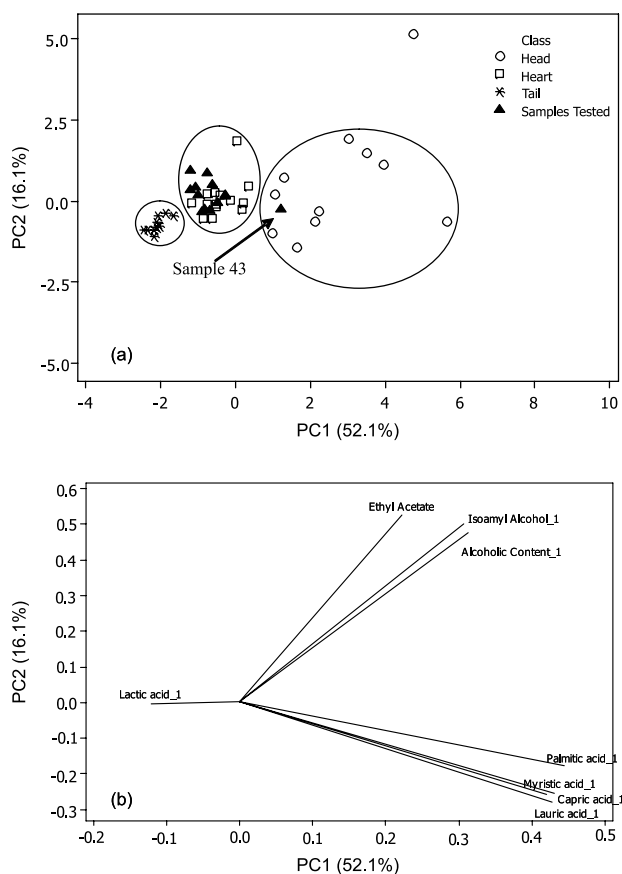 5.0
2.5
0.0
-2.5
-5.0
PC2 (16.1%)
Class
Head
Heart
Tail
Samples Tested
Sample 43
(a)
-4 -2 0 2 4 6 8 10
PC1 (52.1%)
0.6
0.5
0.4
0.3
0.2
0.1
0.0
-0.1
-0.2
-0.3
PC2 (16.1%)
Ethyl Acetate
Isoamyl Alcohol_1
Alcoholic Content_1
Lactic acid_1
Palmitic acid_1
Myristic acid_1
Capric acid_1
Lauric acid_1
(b)
-0.2 -0.1 0.0 0.1 0.2 0.3 0.4 0.5
PC1 (52.1%)